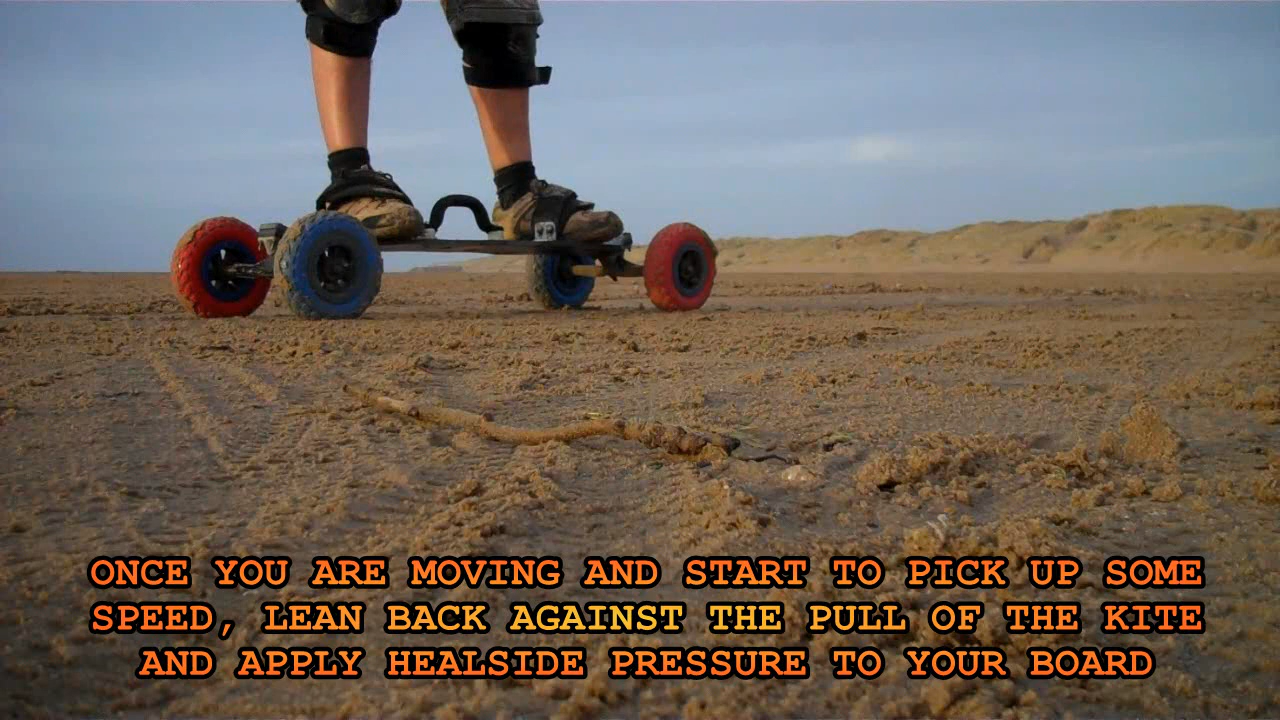 ONCE YOU ARE MOVING AND START TO PICK UP SOME
SPEED, LEAN BACK AGAINST THE PULL OF THE KITE
AND APPLY HEALSIDE PRESSURE TO YOUR BOARD